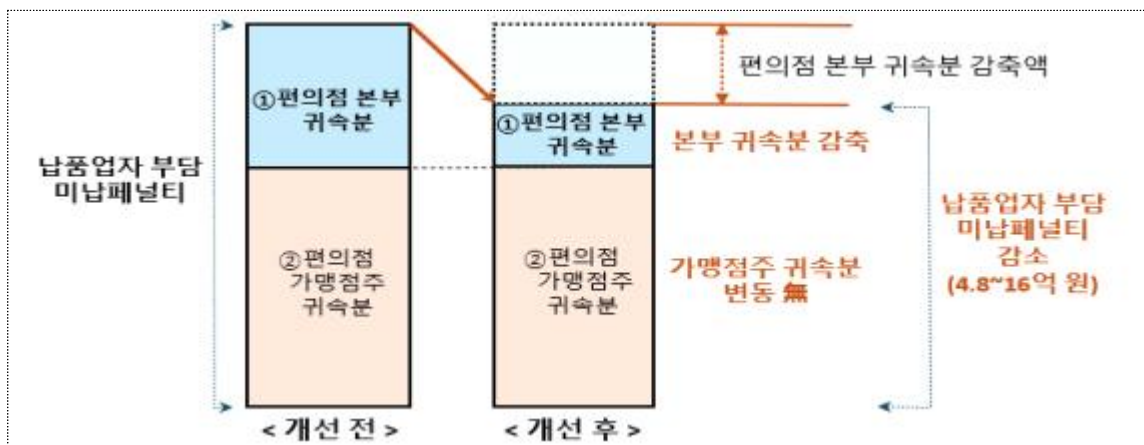 납품업자 부담
미납페널티
①편의점 본부
귀속분
②편의점
가맹점주
귀속분
< 개선 전 >
①편의점 본부
귀속분
②편의점
가맹점주
귀속분
< 개선 후 >
편의점 본부 귀속분 감축액
본부 귀속분 감축
가맹점주 귀속분
변동 無
납품업자 부담
미납페널티
감소
(4.8~16억 원)